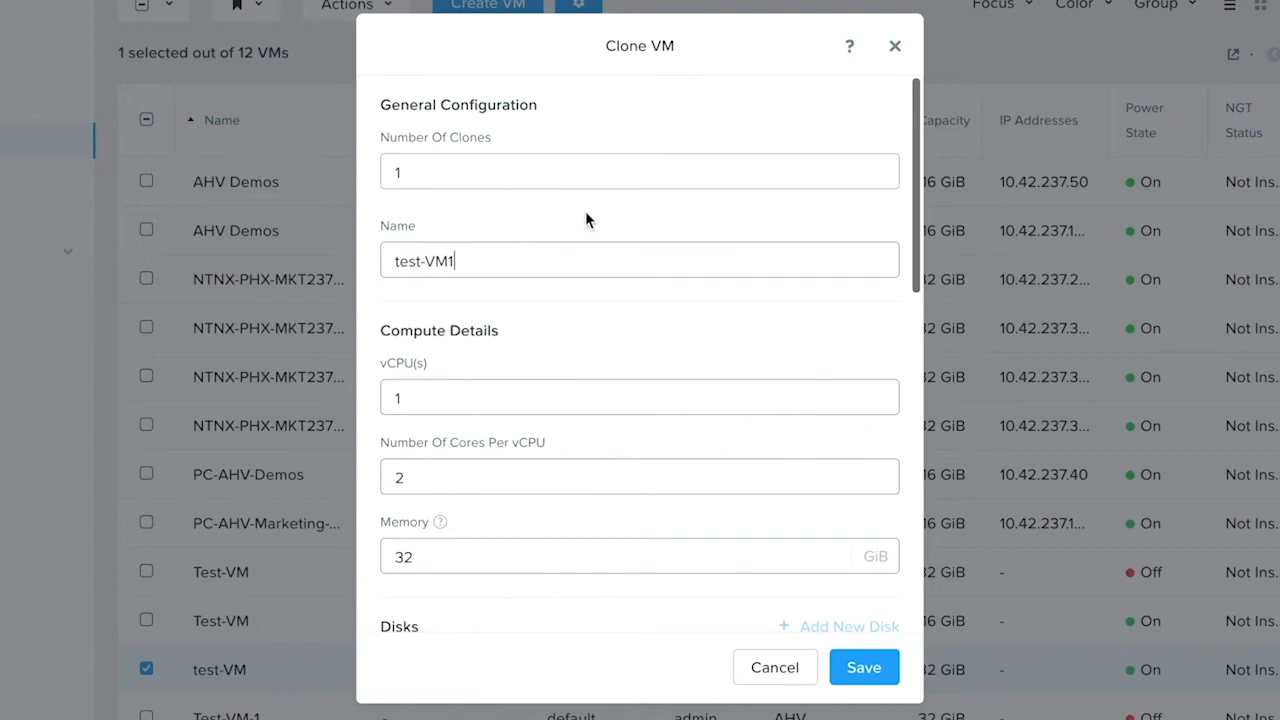 Actions
Create VM
Focus
Color
Group
1 selected out of 12 VMs
Clone VM
?
General Configuration
Number Of Clones
1
Name
test-VM1
Compute Details
vCPU(s)
1
Number Of Cores Per vCPU
2
Memory ?
32 GiB
Disks
+ Add New Disk
Cancel
Save
Name
IP Addresses
Power
State
NGT
Status
AHV Demos
16 GiB 10.42.237.50 On Not Ins.
AHV Demos
16 GiB 10.42.237.1... On Not Ins.
NTNX-PHX-MKT237...
10.42.237.2... On Not Ins.
NTNX-PHX-MKT237...
32 GiB 10.42.237.3... On Not Ins.
NTNX-PHX-MKT237...
32 GiB 10.42.237.3... On Not Ins.
NTNX-PHX-MKT237...
32 GiB 10.42.237.3... On Not Ins.
PC-AHV-Demos
16 GiB 10.42.237.40 On Not Ins.
PC-AHV-Marketing-...
16 GiB 10.42.237.1... On Not Ins.
Test-VM
32 GiB - Off Not Ins.
Test-VM
16 GiB - On Not Ins.
test-VM
32 GiB - On Not Ins.
Test-VM-1 - default admin AHV 32 GiB - Off Not Ins.